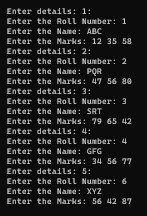 Enter details: 1:
Enter the Roll Number: 1
Enter the Name: ABC
Enter the Marks: 12 35 58
Enter details: 2:
Enter the Roll Number: 2
Enter the Name: PQR
Enter the Marks: 47 56 80
Enter details: 3:
Enter the Roll Number: 3
Enter the Name: SRT
Enter the Marks: 79 65 42
Enter details: 4:
Enter the Roll Number: 4
Enter the Name: GFG
Enter the Marks: 34 56 77
Enter details: 5:
Enter the Roll Number: 6
Enter the Name: XYZ
Enter the Marks: 56 42 87